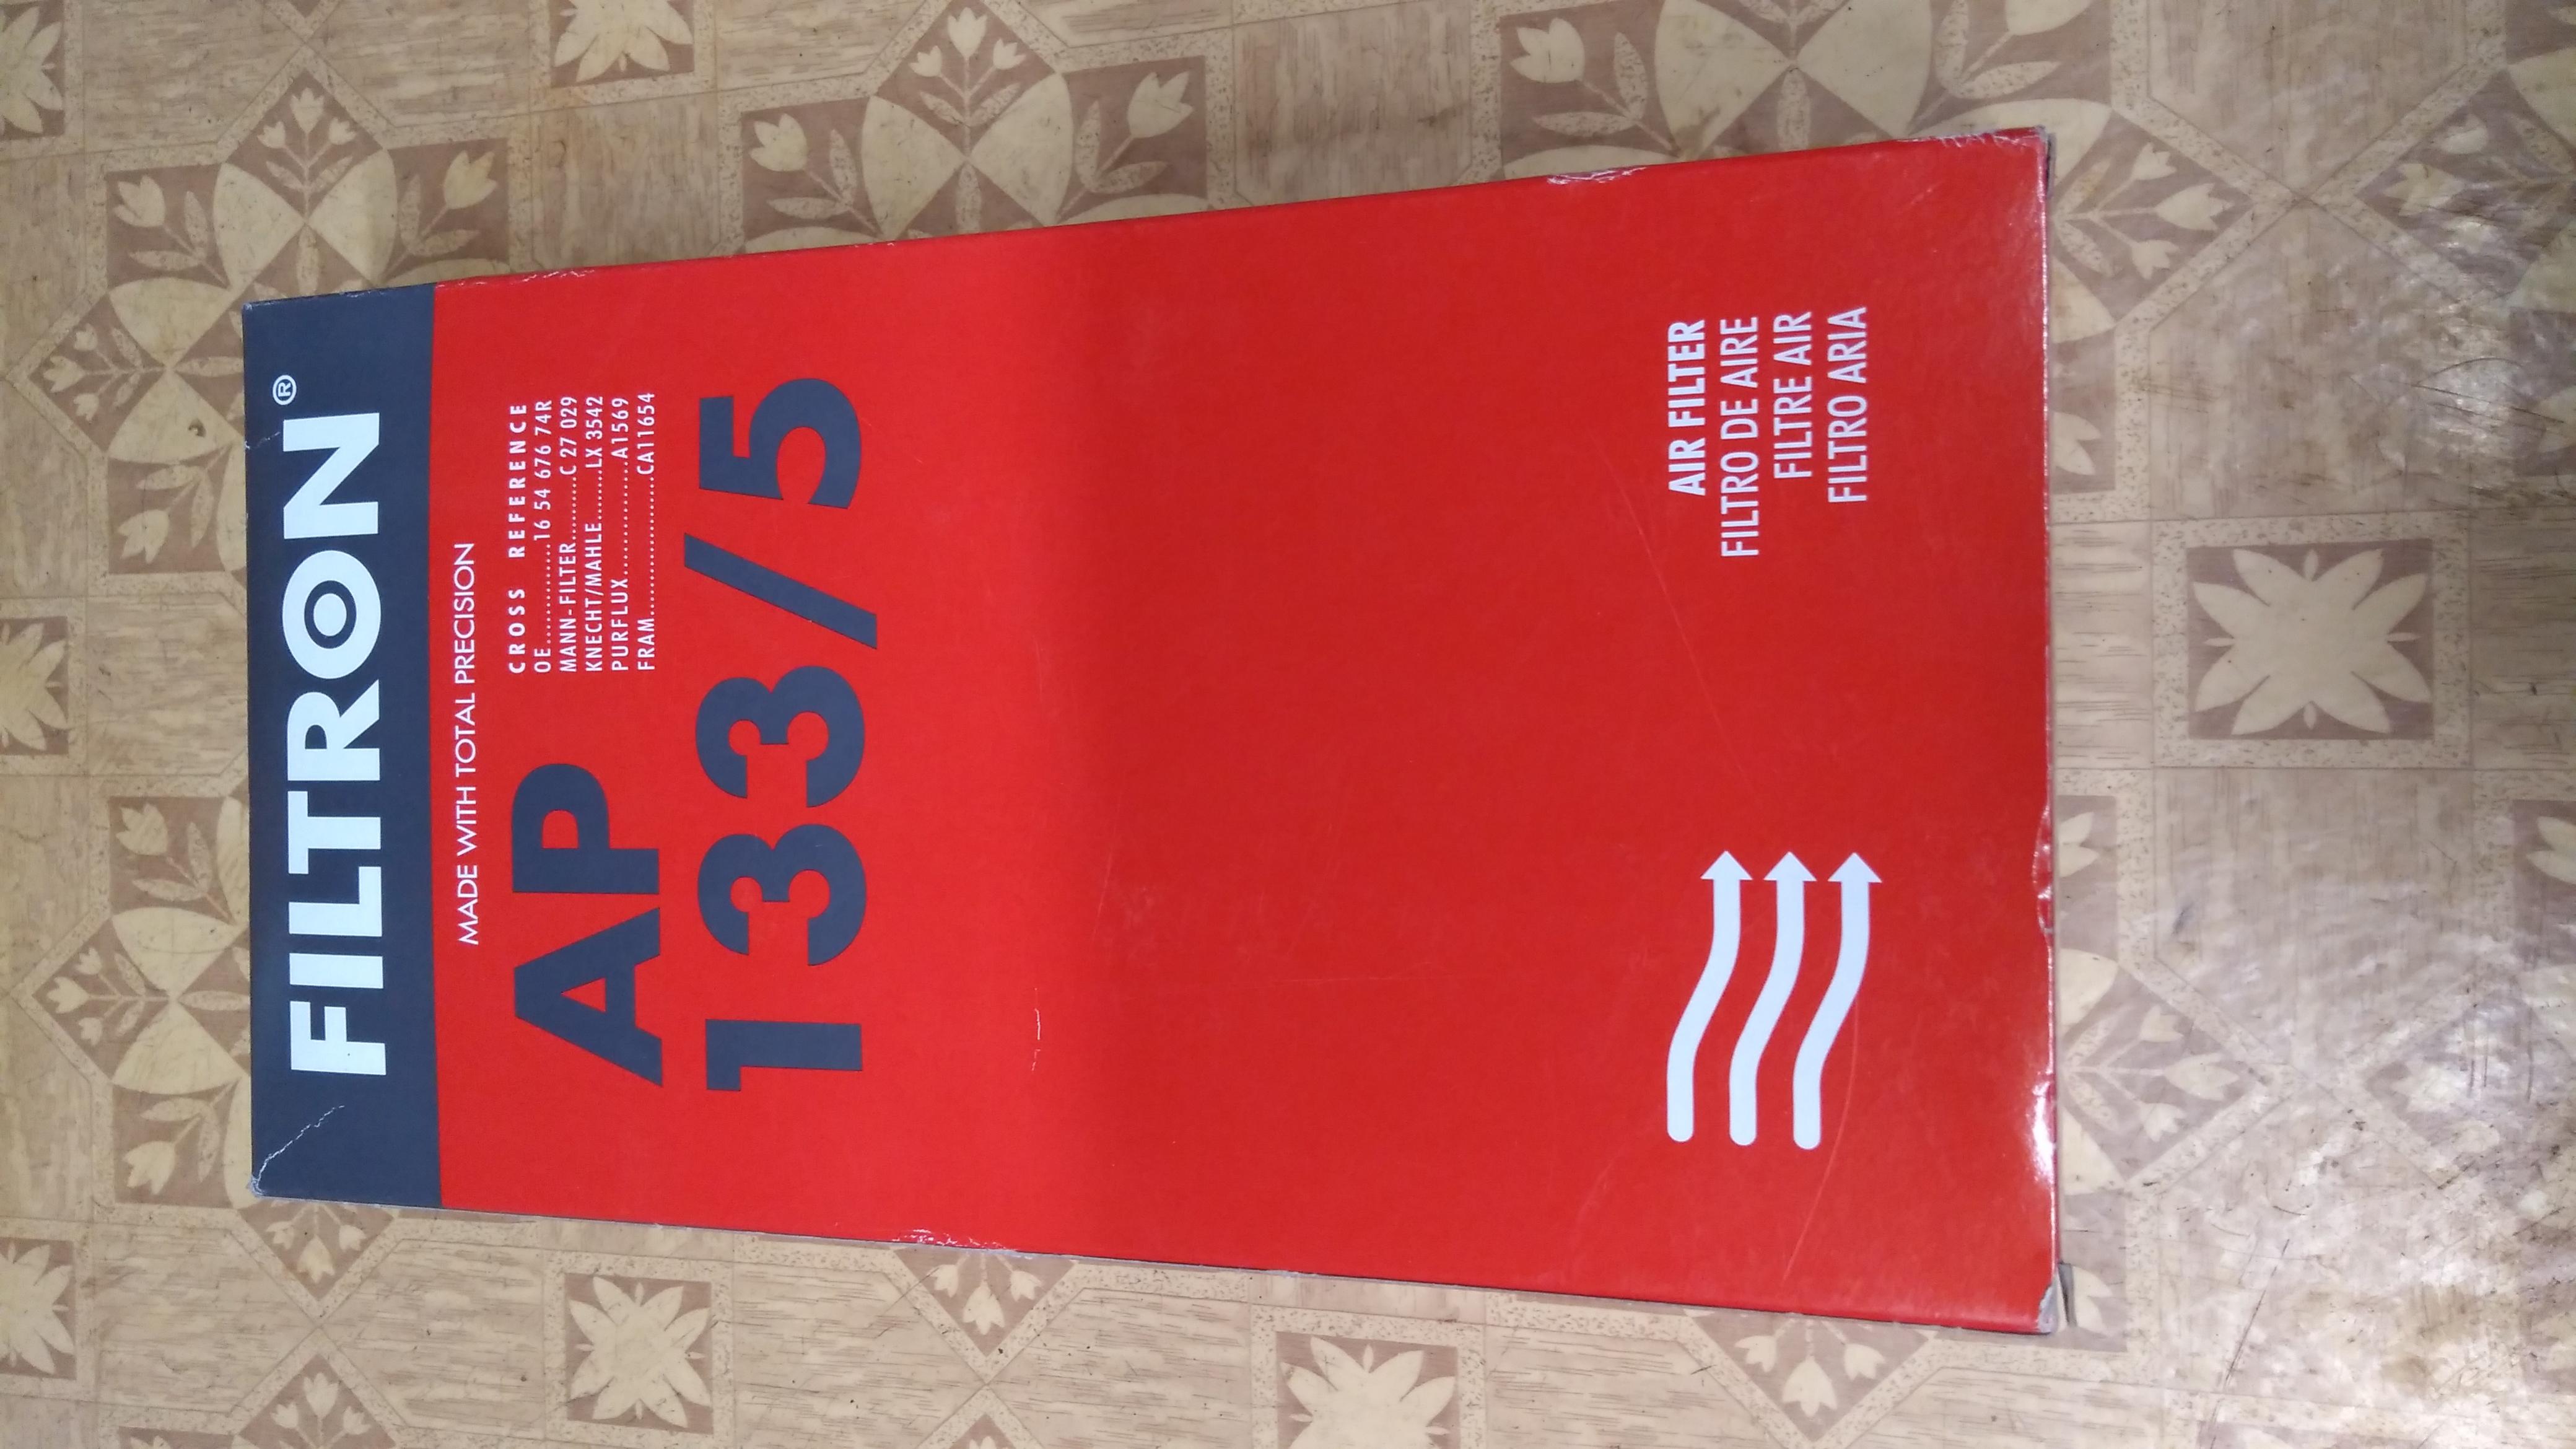 FILTRON®
MADE WITH TOTAL PRECISION
AP
133/5
CROSS REFERENCE
OE...............16 54 676 74R
MANN-FILTER..........C 27 029
KNECHT/MAHLE........LX 3542
PURFLUX.................A1569
FRAM.....................CA11654
AIR FILTER
FILTRO DE AIRE
FILTRE AIR
FILTRO ARIA